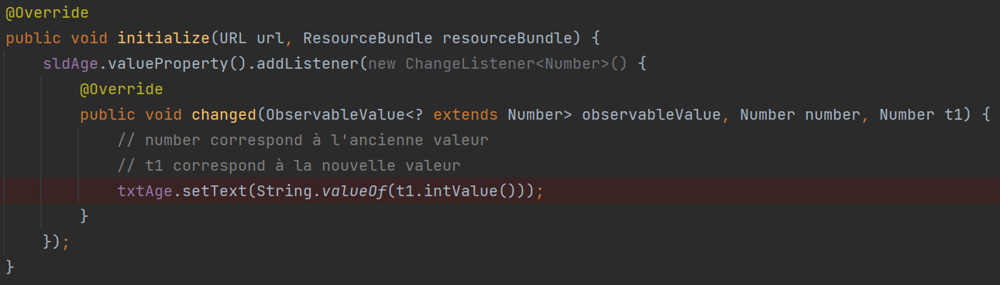 @Override
public void initialize(URL url, ResourceBundle resourceBundle) {
sldAge.valueProperty().addListener(new ChangeListener<Number>() {
@Override
public void changed(ObservableValue<? extends Number> observableValue, Number number, Number t1) {
// number correspond à l'ancienne valeur
// t1 correspond à la nouvelle valeur
txtAge.setText(String.valueOf(t1.intValue()));
}
});
}